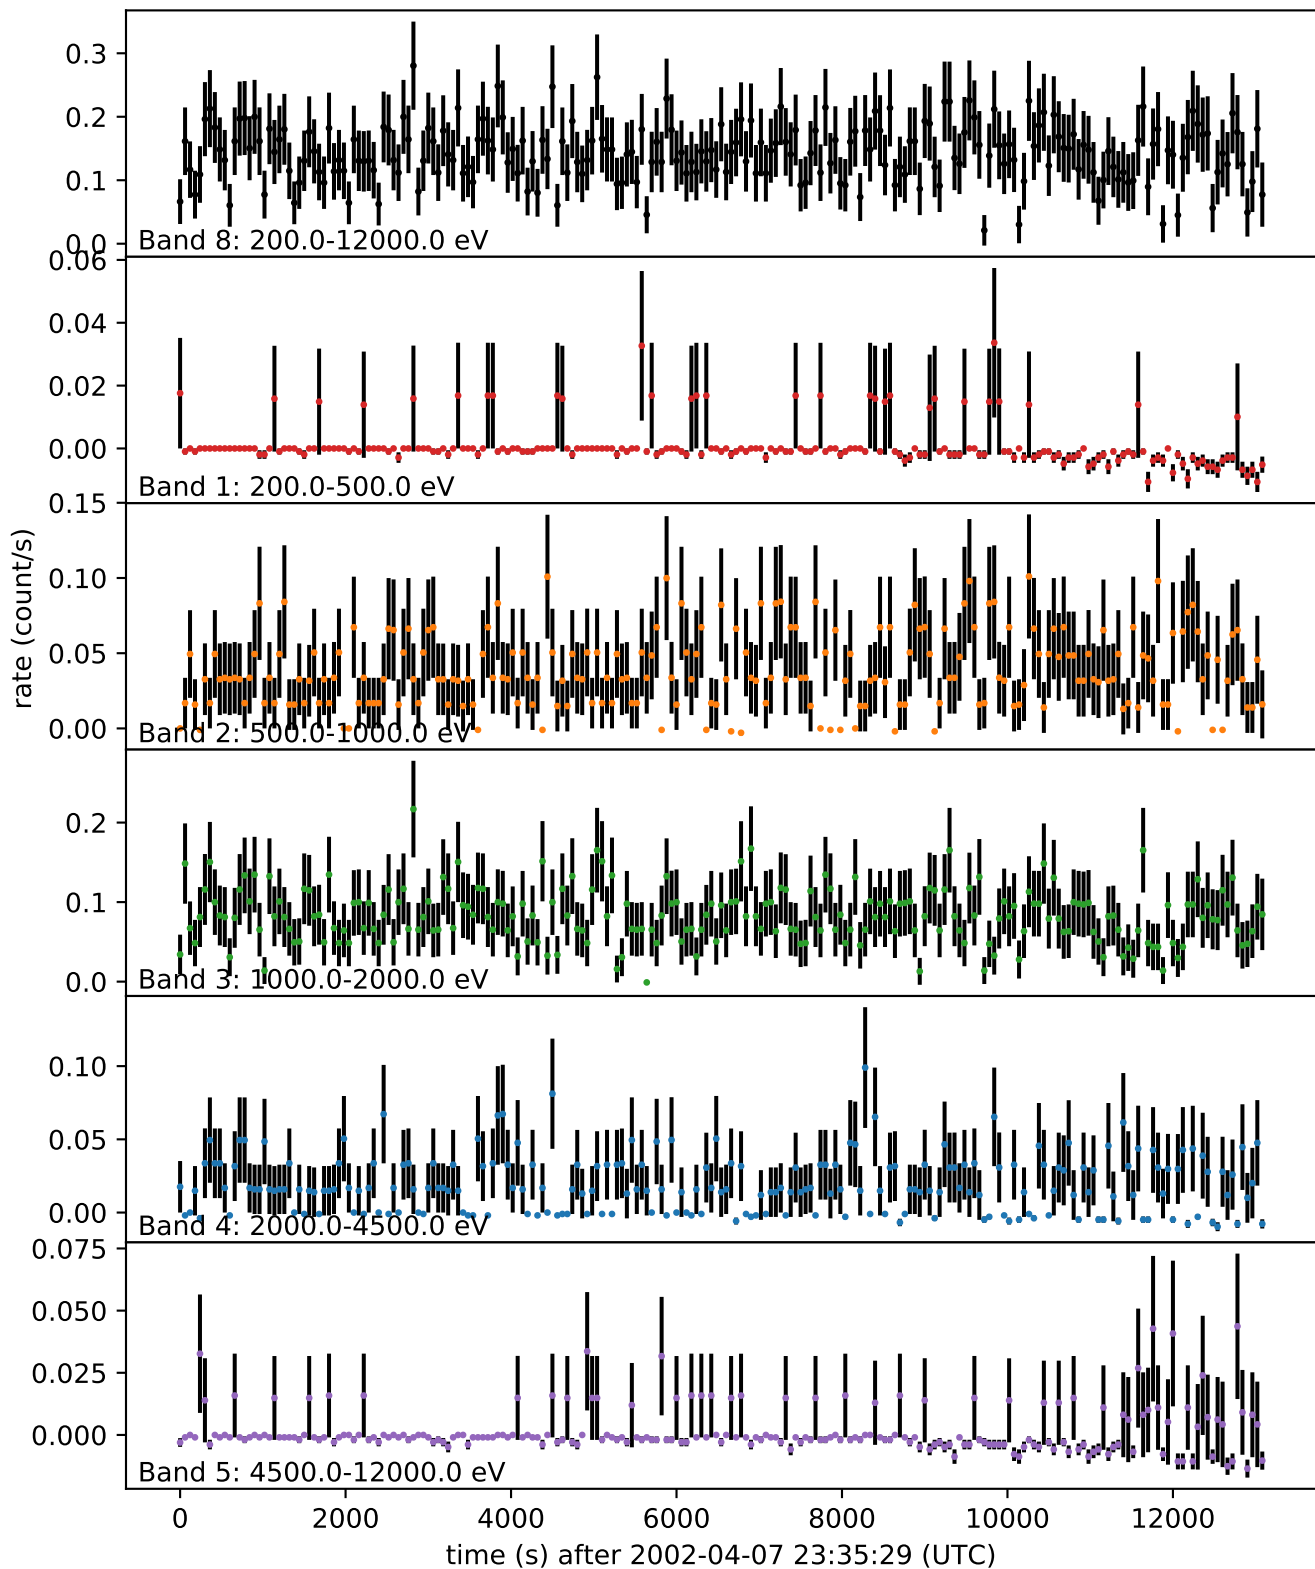 0.3
0.2
0.1
0.0
Band 8: 200.0-12000.0 eV
0.06
0.04
0.02
0.00
Band 1: 200.0-500.0 eV
0.15
0.10
0.05
0.00
Band 2: 500.0-1000.0 eV
rate (count/s)
0.2
0.1
0.0
Band 3: 1000.0-2000.0 eV
0.10
0.05
0.00
Band 4: 2000.0-4500.0 eV
0.075
0.050
0.025
0.000
Band 5: 4500.0-12000.0 eV
0 2000 4000 6000 8000 10000 12000
time (s) after 2002-04-07 23:35:29 (UTC)